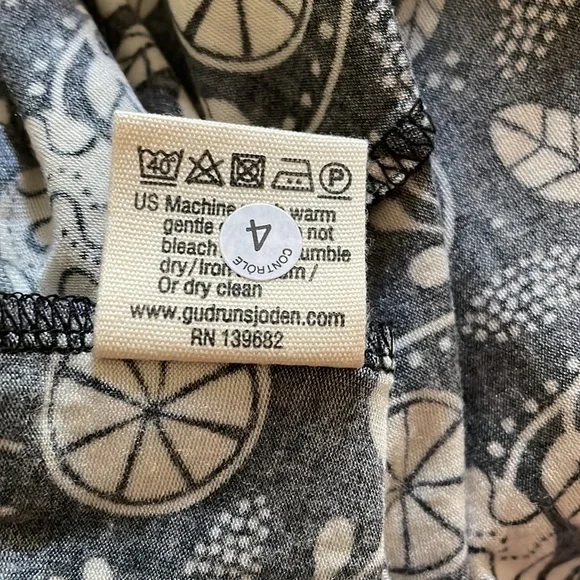 40°
P
US Machine warm
gentle not
bleach
dry/Iron
Or dry clean
www.gudrunsjoden.com
RN 139682
4
CONTROLE